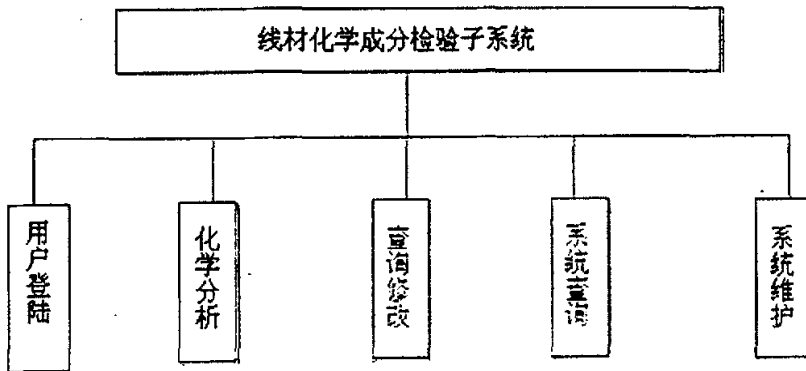 线材化学成分检验子系统
用户登陆
化学分析
查询修改
系统查询
系统维护